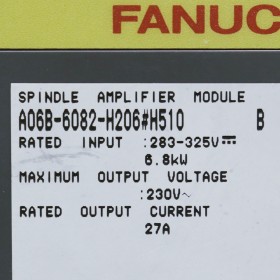 FANUC
SPINDLE AMPLIFIER MODULE
A06B-6082-H206#H510 B
RATED INPUT :283-325V⎓
6.8kW
MAXIMUM OUTPUT VOLTAGE
:230V~
RATED OUTPUT CURRENT
27A